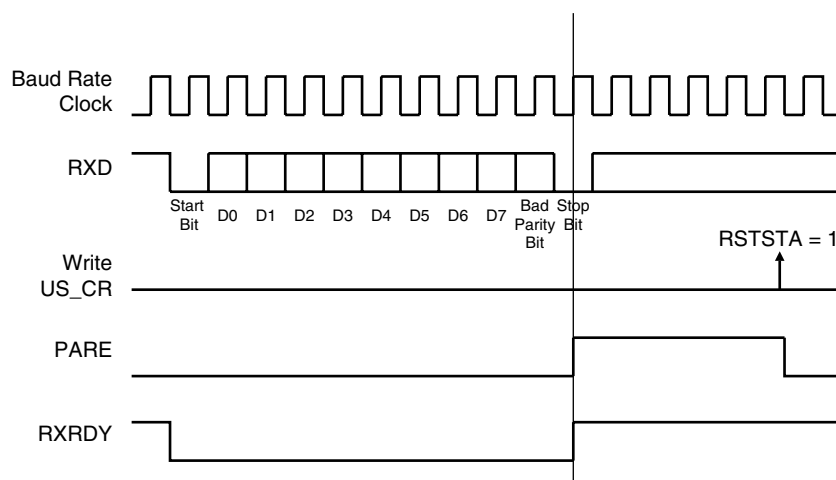 Baud Rate
Clock
RXD
Start
Bit
D0 D1 D2 D3 D4 D5 D6 D7
Bad
Parity
Bit
Stop
Bit
RSTSTA = 1
Write
US_CR
PARE
RXRDY